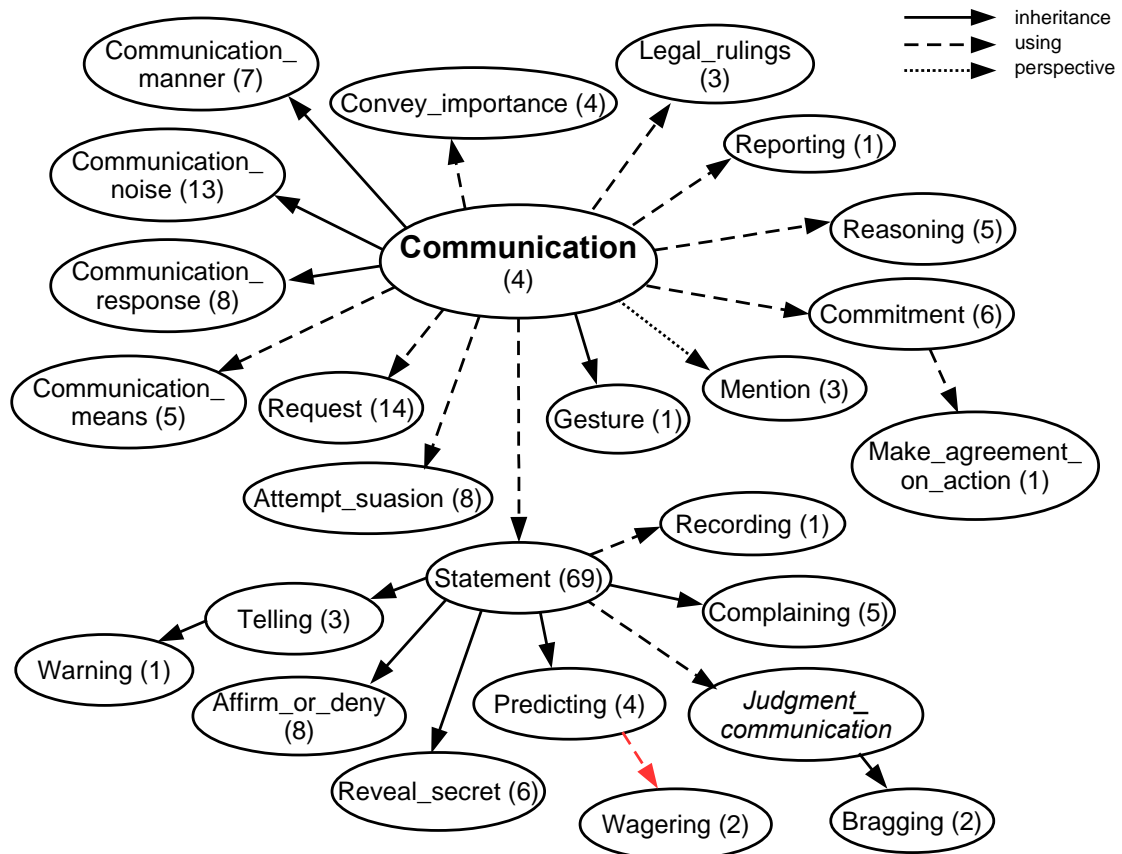 inheritance
using
perspective
Communication_
manner (7)
Convey_importance (4)
Legal_rulings
(3)
Reporting (1)
Communication_
noise (13)
Reasoning (5)
Communication
(4)
Communication_
response (8)
Commitment (6)
Communication_
means (5)
Request (14)
Gesture (1)
Mention (3)
Make_agreement_
on_action (1)
Attempt_suasion (8)
Recording (1)
Statement (69)
Complaining (5)
Telling (3)
Warning (1)
Affirm_or_deny
(8)
Predicting (4)
Judgment_
communication
Reveal_secret (6)
Wagering (2)
Bragging (2)